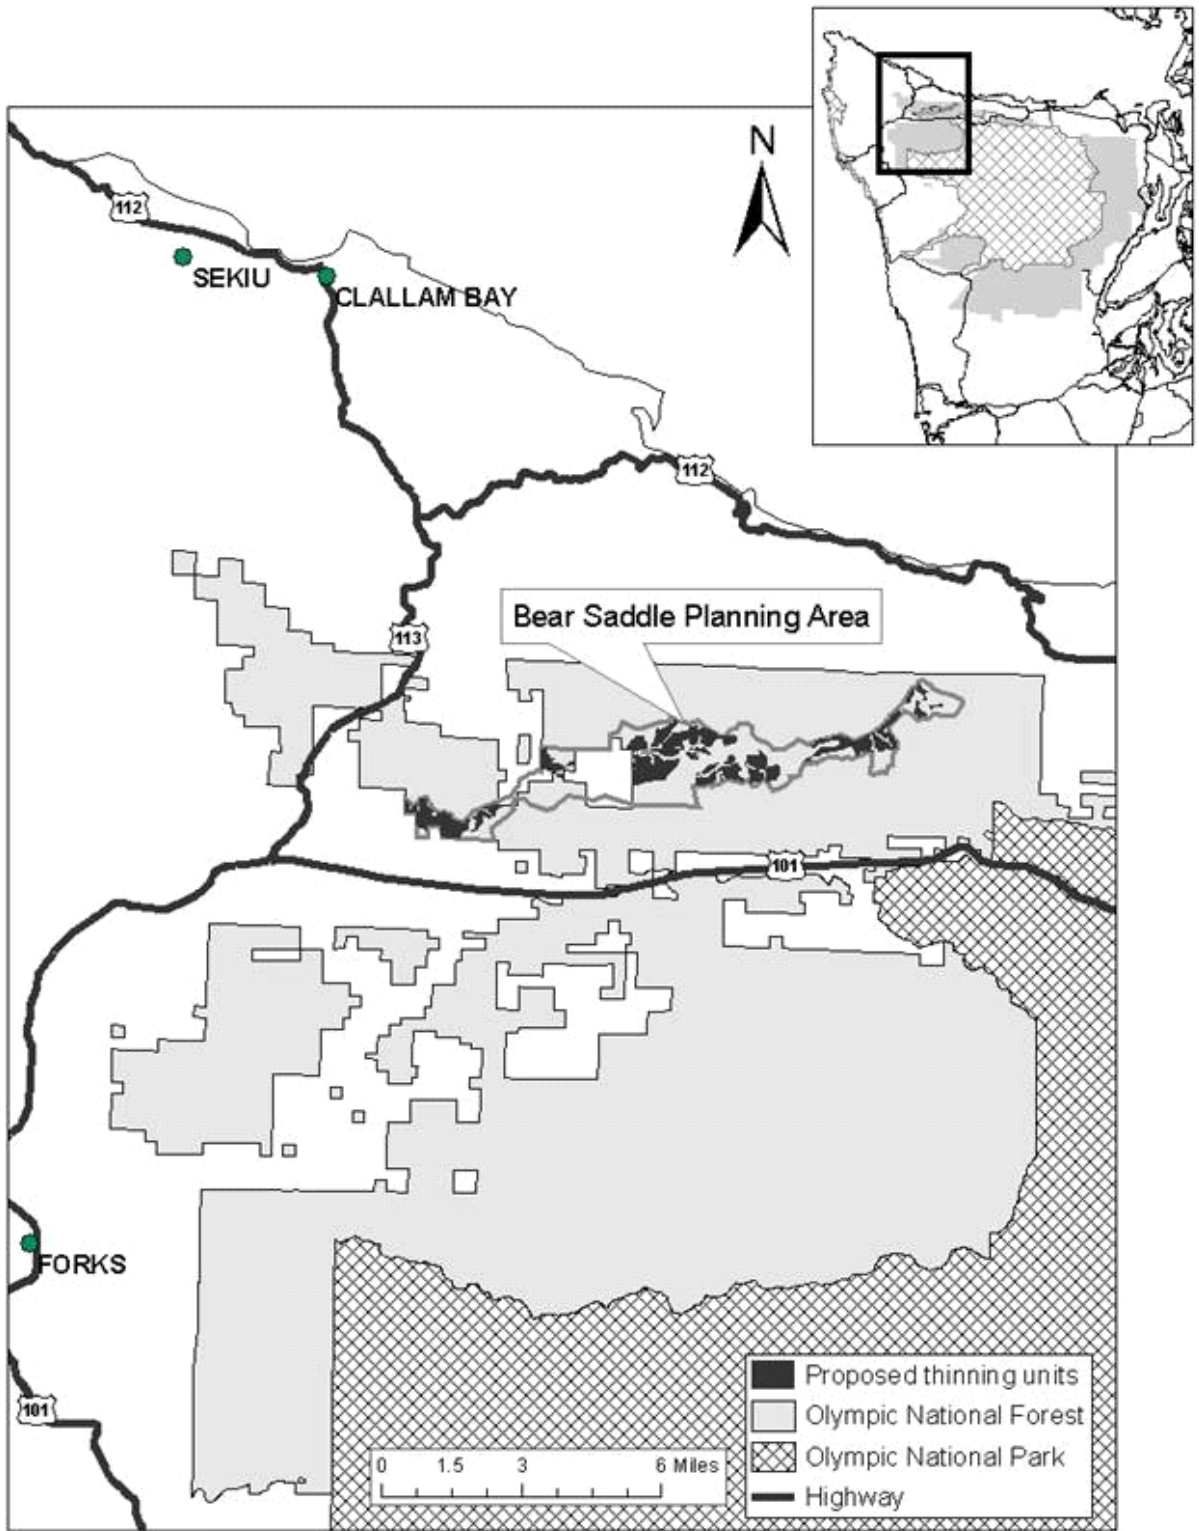 N
112
SEKIU
CLALLAM BAY
112
Bear Saddle Planning Area
113
101
FORKS
101
Proposed thinning units
Olympic National Forest
Olympic National Park
Highway
0 1.5 3 6 Miles